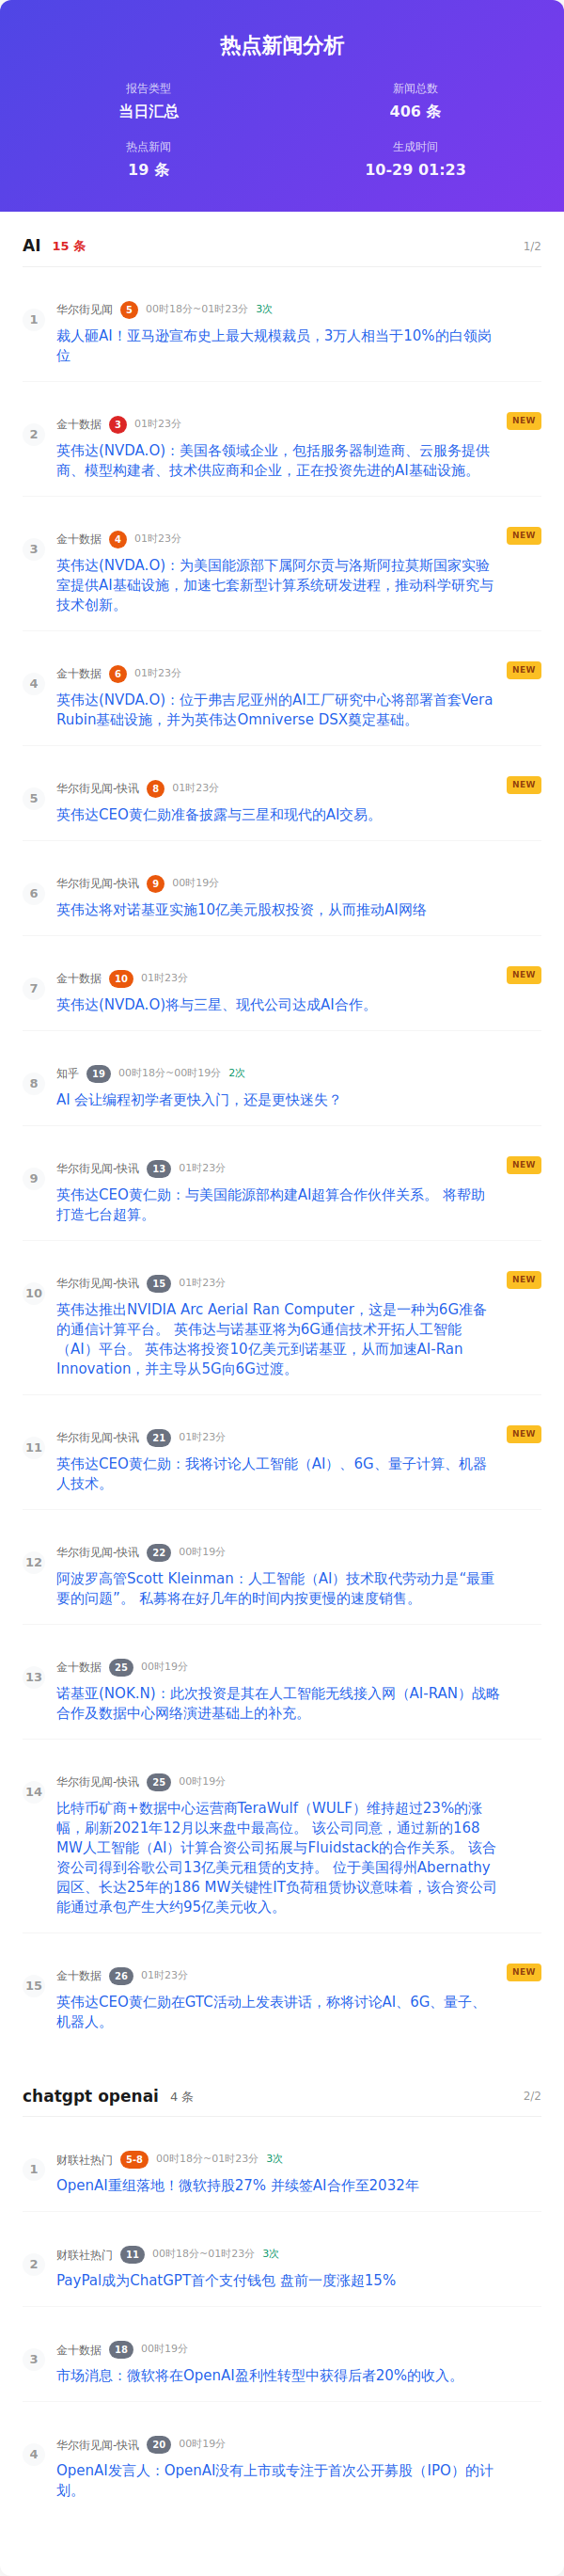 热点新闻分析
报告类型
当日汇总
新闻总数
406 条
热点新闻
19 条
生成时间
10-29 01:23
AI 15 条 1/2
1 华尔街见闻 5 00时18分~01时23分 3次
裁人砸AI！亚马逊宣布史上最大规模裁员，3万人相当于10%的白领岗
位
2 金十数据 3 01时23分 NEW
英伟达(NVDA.O)：美国各领域企业，包括服务器制造商、云服务提供
商、模型构建者、技术供应商和企业，正在投资先进的AI基础设施。
3 金十数据 4 01时23分 NEW
英伟达(NVDA.O)：为美国能源部下属阿尔贡与洛斯阿拉莫斯国家实验
室提供AI基础设施，加速七套新型计算系统研发进程，推动科学研究与
技术创新。
4 金十数据 6 01时23分 NEW
英伟达(NVDA.O)：位于弗吉尼亚州的AI工厂研究中心将部署首套Vera
Rubin基础设施，并为英伟达Omniverse DSX奠定基础。
5 华尔街见闻-快讯 8 01时23分 NEW
英伟达CEO黄仁勋准备披露与三星和现代的AI交易。
6 华尔街见闻-快讯 9 00时19分
英伟达将对诺基亚实施10亿美元股权投资，从而推动AI网络
7 金十数据 10 01时23分 NEW
英伟达(NVDA.O)将与三星、现代公司达成AI合作。
8 知乎 19 00时18分~00时19分 2次
AI 会让编程初学者更快入门，还是更快迷失？
9 华尔街见闻-快讯 13 01时23分 NEW
英伟达CEO黄仁勋：与美国能源部构建AI超算合作伙伴关系。 将帮助
打造七台超算。
10 华尔街见闻-快讯 15 01时23分 NEW
英伟达推出NVIDIA Arc Aerial Ran Computer，这是一种为6G准备
的通信计算平台。 英伟达与诺基亚将为6G通信技术开拓人工智能
（AI）平台。 英伟达将投资10亿美元到诺基亚，从而加速AI-Ran
Innovation，并主导从5G向6G过渡。
11 华尔街见闻-快讯 21 01时23分 NEW
英伟达CEO黄仁勋：我将讨论人工智能（AI）、6G、量子计算、机器
人技术。
12 华尔街见闻-快讯 22 00时19分
阿波罗高管Scott Kleinman：人工智能（AI）技术取代劳动力是“最重
要的问题”。 私募将在好几年的时间内按更慢的速度销售。
13 金十数据 25 00时19分
诺基亚(NOK.N)：此次投资是其在人工智能无线接入网（AI-RAN）战略
合作及数据中心网络演进基础上的补充。
14 华尔街见闻-快讯 25 00时19分
比特币矿商+数据中心运营商TeraWulf（WULF）维持超过23%的涨
幅，刷新2021年12月以来盘中最高位。 该公司同意，通过新的168
MW人工智能（AI）计算合资公司拓展与Fluidstack的合作关系。 该合
资公司得到谷歌公司13亿美元租赁的支持。 位于美国得州Abernathy
园区、长达25年的186 MW关键性IT负荷租赁协议意味着，该合资公司
能通过承包产生大约95亿美元收入。
15 金十数据 26 01时23分 NEW
英伟达CEO黄仁勋在GTC活动上发表讲话，称将讨论AI、6G、量子、
机器人。
chatgpt openai 4 条 2/2
1 财联社热门 5-8 00时18分~01时23分 3次
OpenAI重组落地！微软持股27% 并续签AI合作至2032年
2 财联社热门 11 00时18分~01时23分 3次
PayPal成为ChatGPT首个支付钱包 盘前一度涨超15%
3 金十数据 18 00时19分
市场消息：微软将在OpenAI盈利性转型中获得后者20%的收入。
4 华尔街见闻-快讯 20 00时19分
OpenAI发言人：OpenAI没有上市或专注于首次公开募股（IPO）的计
划。